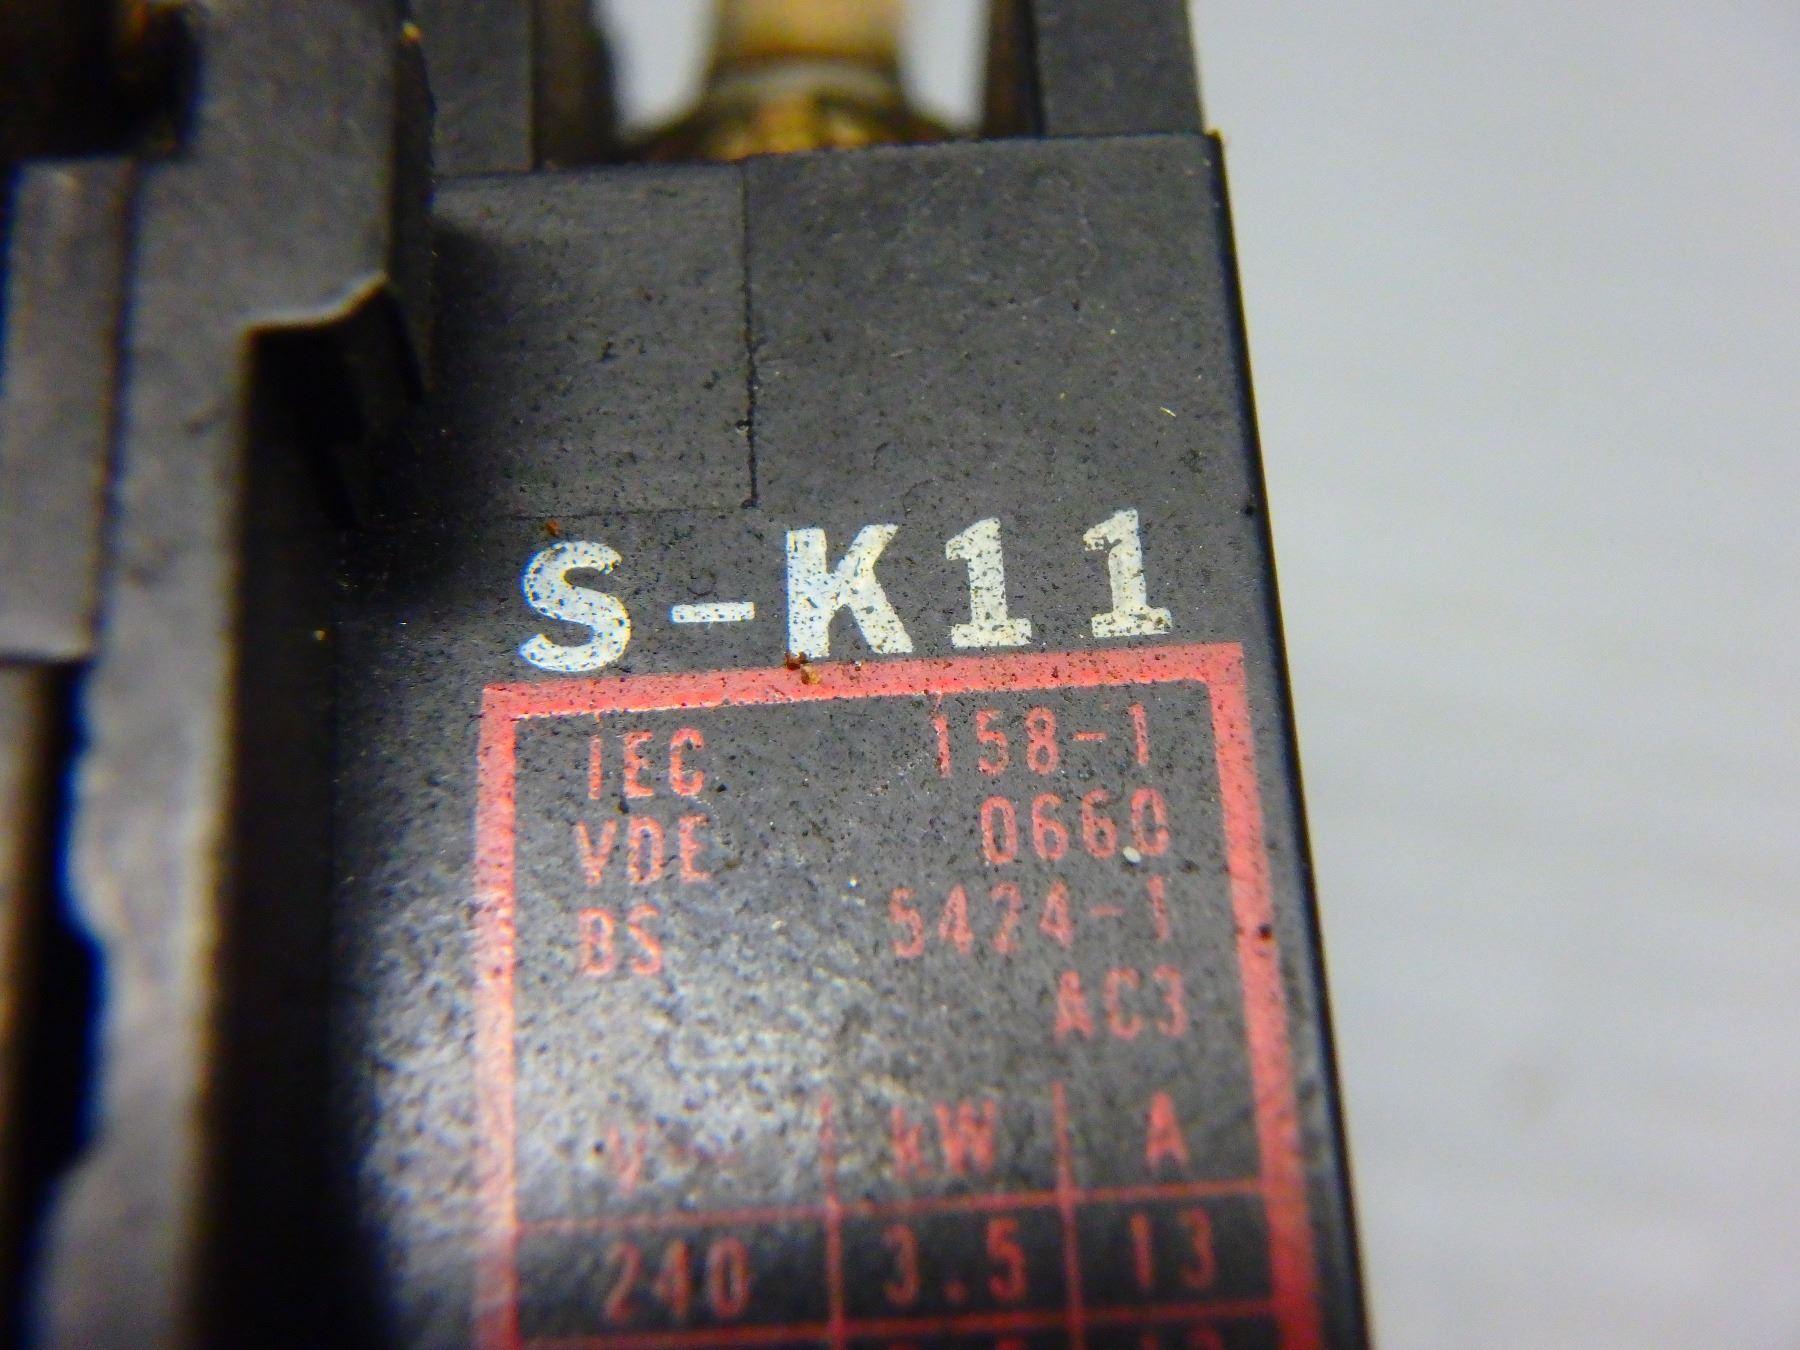 S-K11
IEC 158-1
VDE 0660
BS 5424-1
AC3
V~ kW A
240 3.5 13